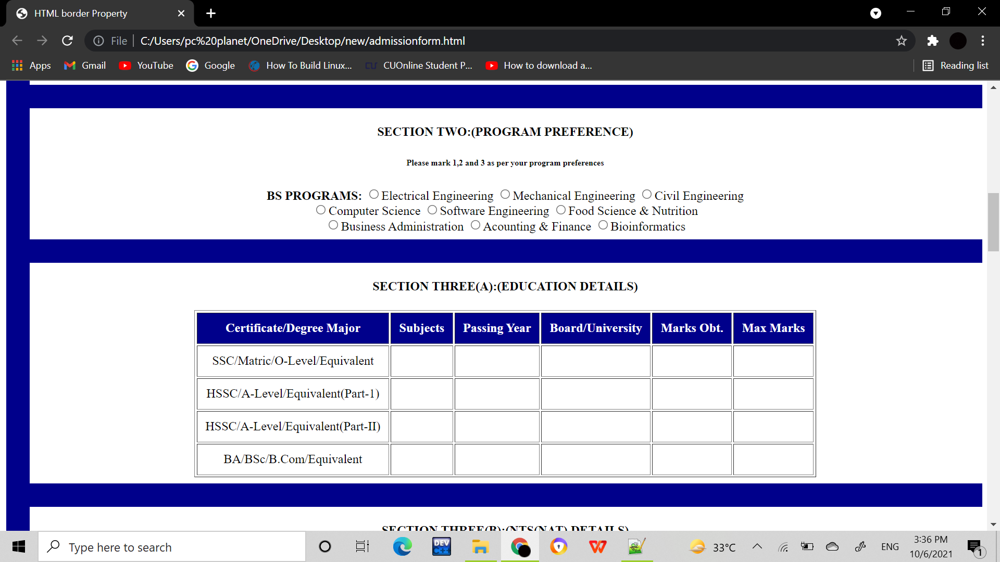 HTML border Property
File C:/Users/pc%20planet/OneDrive/Desktop/new/admissionform.html
Apps Gmail YouTube Google How To Build Linux... CUOnline Student P... How to download a... Reading list
SECTION TWO:(PROGRAM PREFERENCE)
Please mark 1,2 and 3 as per your program preferences
BS PROGRAMS: Electrical Engineering Mechanical Engineering Civil Engineering
Computer Science Software Engineering Food Science & Nutrition
Business Administration Acounting & Finance Bioinformatics
SECTION THREE(A):(EDUCATION DETAILS)
Certificate/Degree Major Subjects Passing Year Board/University Marks Obt. Max Marks
SSC/Matric/O-Level/Equivalent
HSSC/A-Level/Equivalent(Part-1)
HSSC/A-Level/Equivalent(Part-II)
BA/BSc/B.Com/Equivalent
SECTION THREE(B):(NTS(NAT) DETAILS)
Type here to search DEV C++ 33°C ENG 3:36 PM
10/6/2021 1